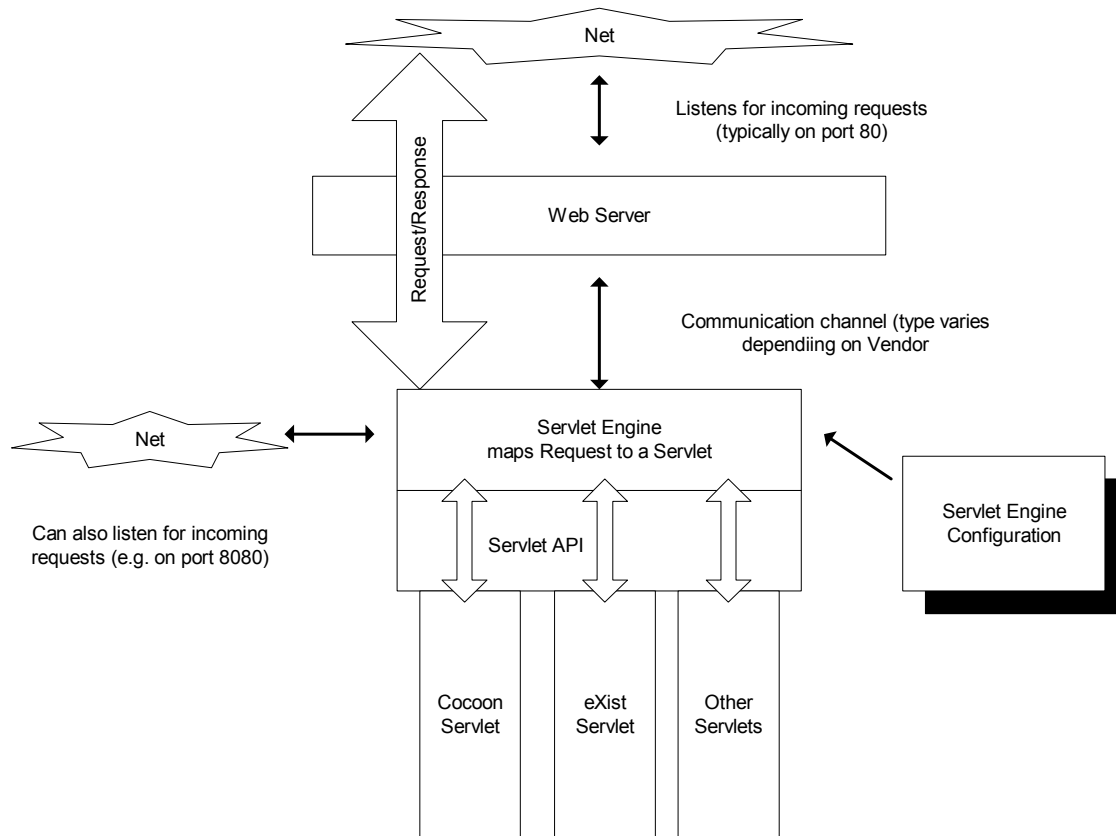 Net
Listens for incoming requests
(typically on port 80)
Request/Response
Web Server
Communication channel (type varies
dependiing on Vendor
Net
Servlet Engine
maps Request to a Servlet
Can also listen for incoming
requests (e.g. on port 8080)
Servlet API
Servlet Engine
Configuration
Cocoon
Servlet
eXist
Servlet
Other
Servlets